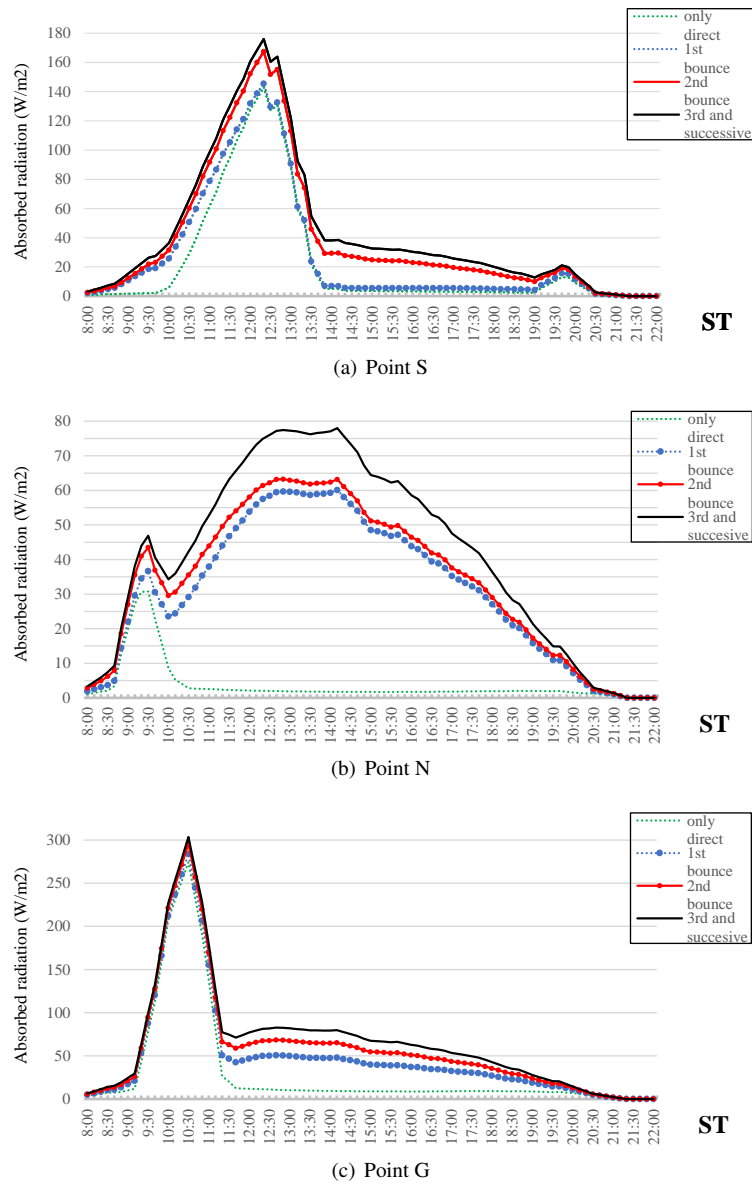 180
160
140
120
100
80
60
40
20
0
Absorbed radiation (W/m2)
8:00 8:30 9:00 9:30 10:00 10:30 11:00 11:30 12:00 12:30 13:00 13:30 14:00 14:30 15:00 15:30 16:00 16:30 17:00 17:30 18:00 18:30 19:00 19:30 20:00 20:30 21:00 21:30 22:00
only
direct
1st
bounce
2nd
bounce
3rd and
successive
ST
(a) Point S
80
70
60
50
40
30
20
10
0
Absorbed radiation (W/m2)
8:00 8:30 9:00 9:30 10:00 10:30 11:00 11:30 12:00 12:30 13:00 13:30 14:00 14:30 15:00 15:30 16:00 16:30 17:00 17:30 18:00 18:30 19:00 19:30 20:00 20:30 21:00 21:30 22:00
only
direct
1st
bounce
2nd
bounce
3rd and
succesive
ST
(b) Point N
300
250
200
150
100
50
0
Absorbed radiation (W/m2)
8:00 8:30 9:00 9:30 10:00 10:30 11:00 11:30 12:00 12:30 13:00 13:30 14:00 14:30 15:00 15:30 16:00 16:30 17:00 17:30 18:00 18:30 19:00 19:30 20:00 20:30 21:00 21:30 22:00
only
direct
1st
bounce
2nd
bounce
3rd and
succesive
ST
(c) Point G